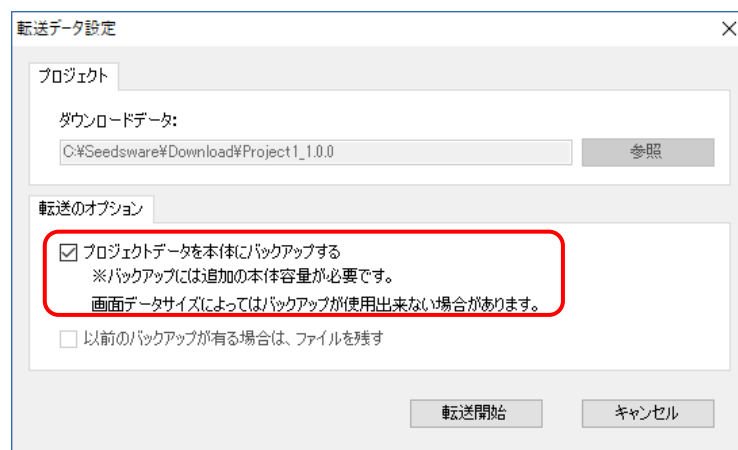 転送データ設定
プロジェクト
ダウンロードデータ:
C:¥Seedsware¥Download¥Project1_1.0.0
参照
転送のオプション
プロジェクトデータを本体にバックアップする
※バックアップには追加の本体容量が必要です。
画面データサイズによってはバックアップが使用出来ない場合があります。
以前のバックアップが有る場合は、ファイルを残す
転送開始
キャンセル